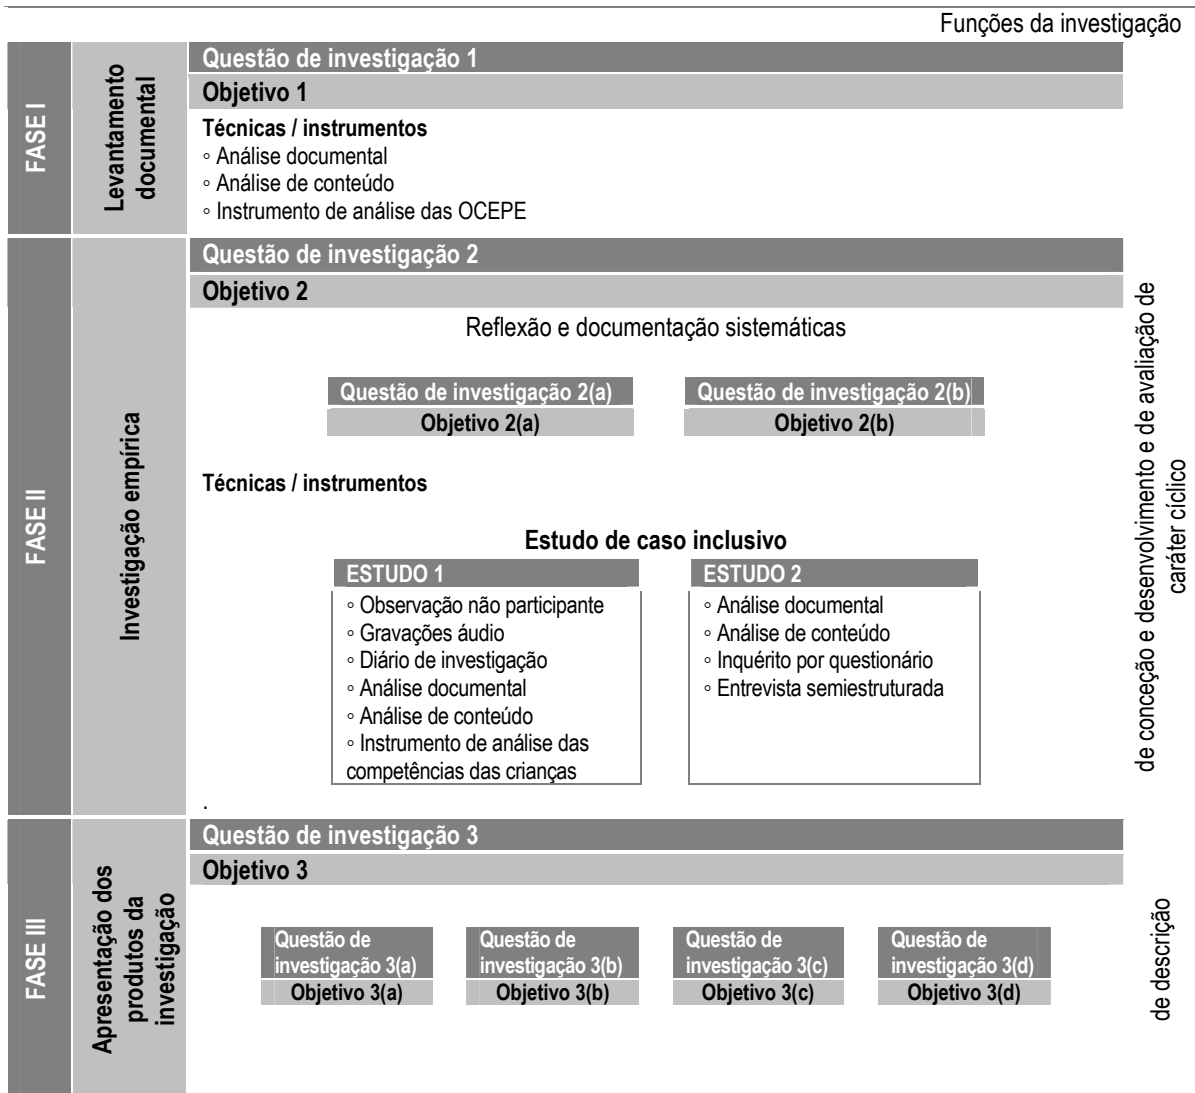 Funções da investigação
FASE I
Levantamento
documental
Questão de investigação 1
Objetivo 1
Técnicas / instrumentos
◦ Análise documental
◦ Análise de conteúdo
◦ Instrumento de análise das OCEPE
FASE II
Investigação empírica
Questão de investigação 2
Objetivo 2
Reflexão e documentação sistemáticas
Questão de investigação 2(a)
Objetivo 2(a)
Questão de investigação 2(b)
Objetivo 2(b)
Técnicas / instrumentos
Estudo de caso inclusivo
ESTUDO 1
◦ Observação não participante
◦ Gravações áudio
◦ Diário de investigação
◦ Análise documental
◦ Análise de conteúdo
◦ Instrumento de análise das
competências das crianças
ESTUDO 2
◦ Análise documental
◦ Análise de conteúdo
◦ Inquérito por questionário
◦ Entrevista semiestruturada
.
de conceção e desenvolvimento e de avaliação de
caráter cíclico
FASE III
Apresentação dos
produtos da
investigação
Questão de investigação 3
Objetivo 3
Questão de
investigação 3(a)
Objetivo 3(a)
Questão de
investigação 3(b)
Objetivo 3(b)
Questão de
investigação 3(c)
Objetivo 3(c)
Questão de
investigação 3(d)
Objetivo 3(d)
de descrição